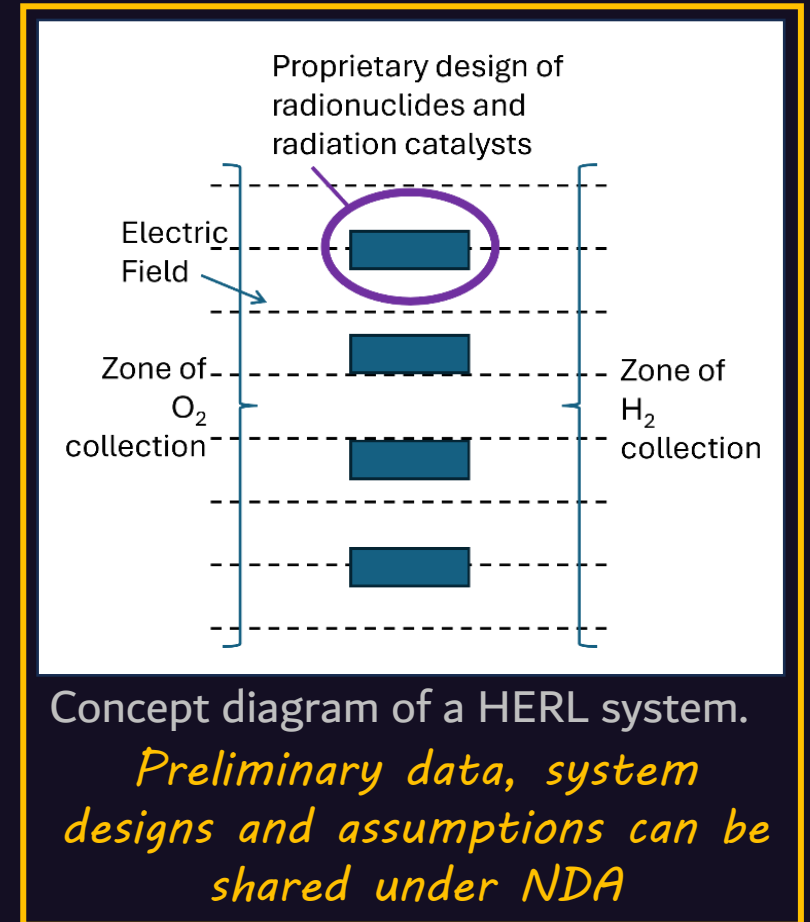 Proprietary design of
radionuclides and
radiation catalysts
Electric
Field
Zone of
O₂
collection
Zone of
H₂
collection
Concept diagram of a HERL system.
Preliminary data, system
designs and assumptions can be
shared under NDA